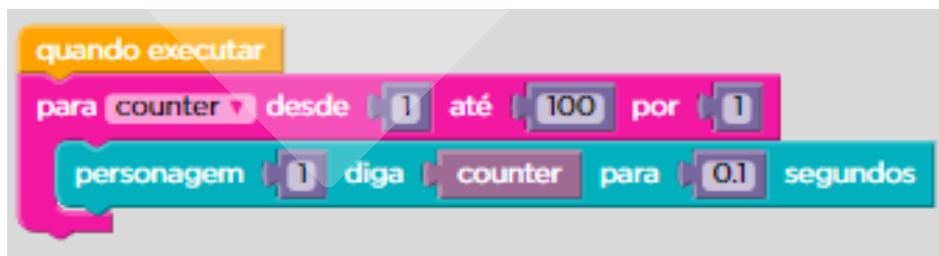 quando executar
para counter desde 1 até 100 por 1
personagem 1 diga counter para 0.1 segundos